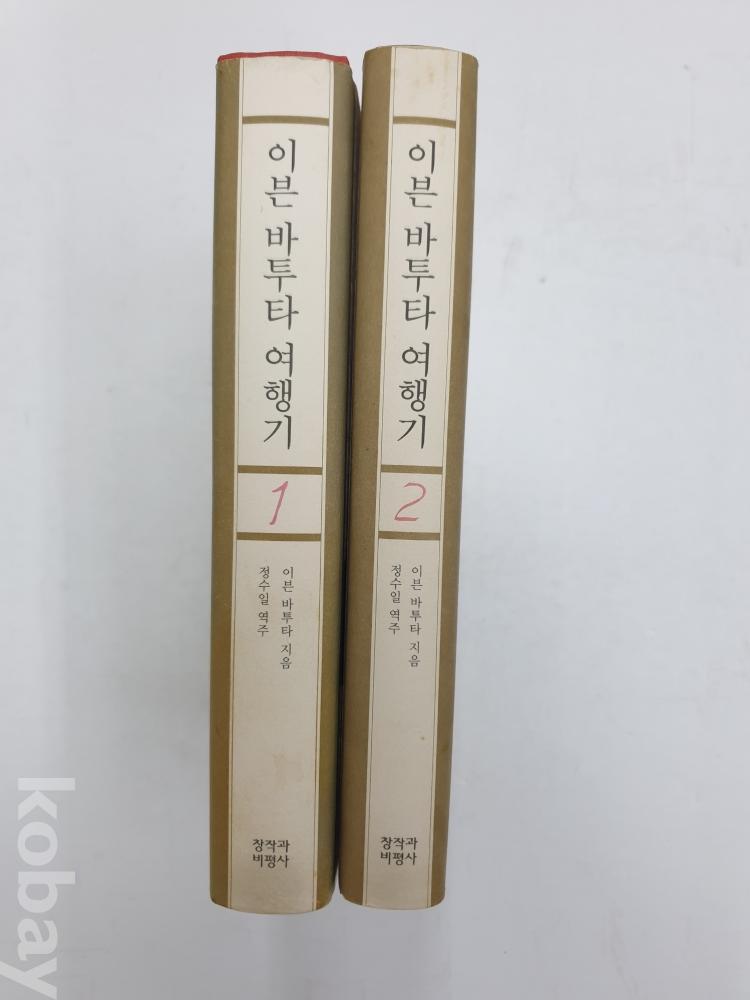 이븐 바투타 여행기
1
이븐 바투타 지음
정수일 역주
창작과
비평사
이븐 바투타 여행기
2
이븐 바투타 지음
정수일 역주
창작과
비평사
kobay